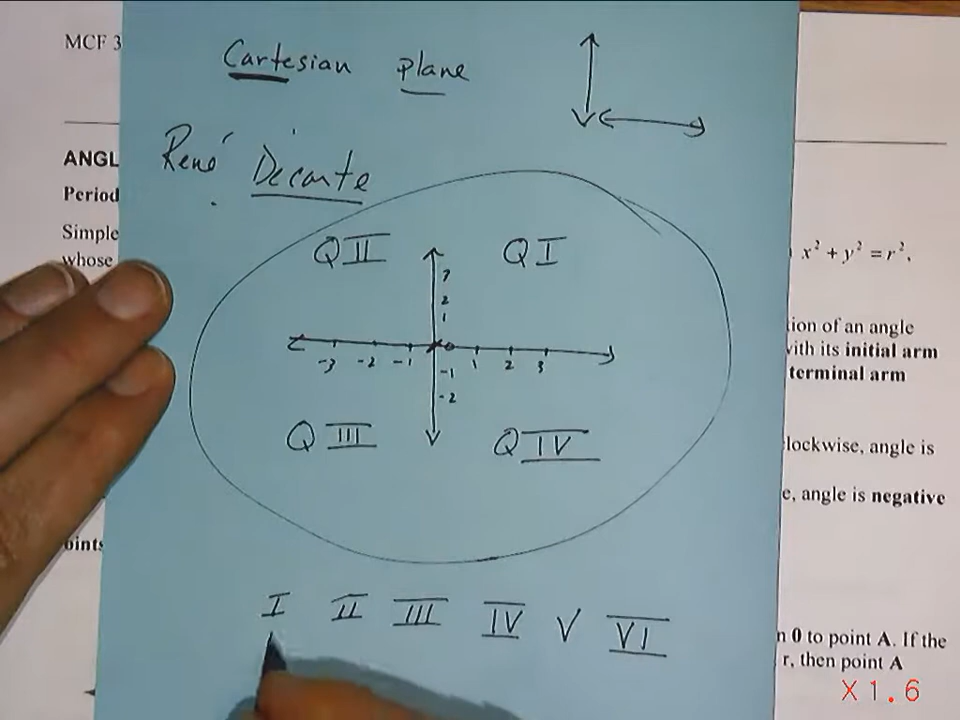 MCF 3
Cartesian plane
ANGL
René Decarte
Period
Simple
whose
x² + y² = r²,
QII QI
2
1
-3 -2 -1 0 1 2 3
-1
-2
tion of an angle
with its initial arm
terminal arm
QIII QIV
lockwise, angle is
e, angle is negative
oints
I II III IV V VI
n 0 to point A. If the
r, then point A
X1.6